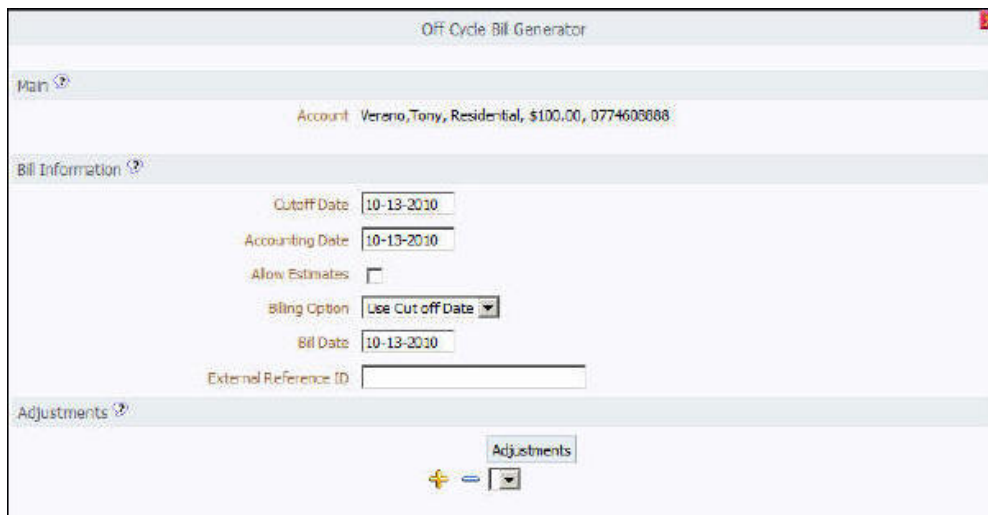 Off Cycle Bill Generator
Main
Account Verano,Tony, Residential, $100.00, 0774608888
Bill Information
Cutoff Date 10-13-2010
Accounting Date 10-13-2010
Allow Estimates
Billing Option Use Cut off Date
Bill Date 10-13-2010
External Reference ID
Adjustments
Adjustments